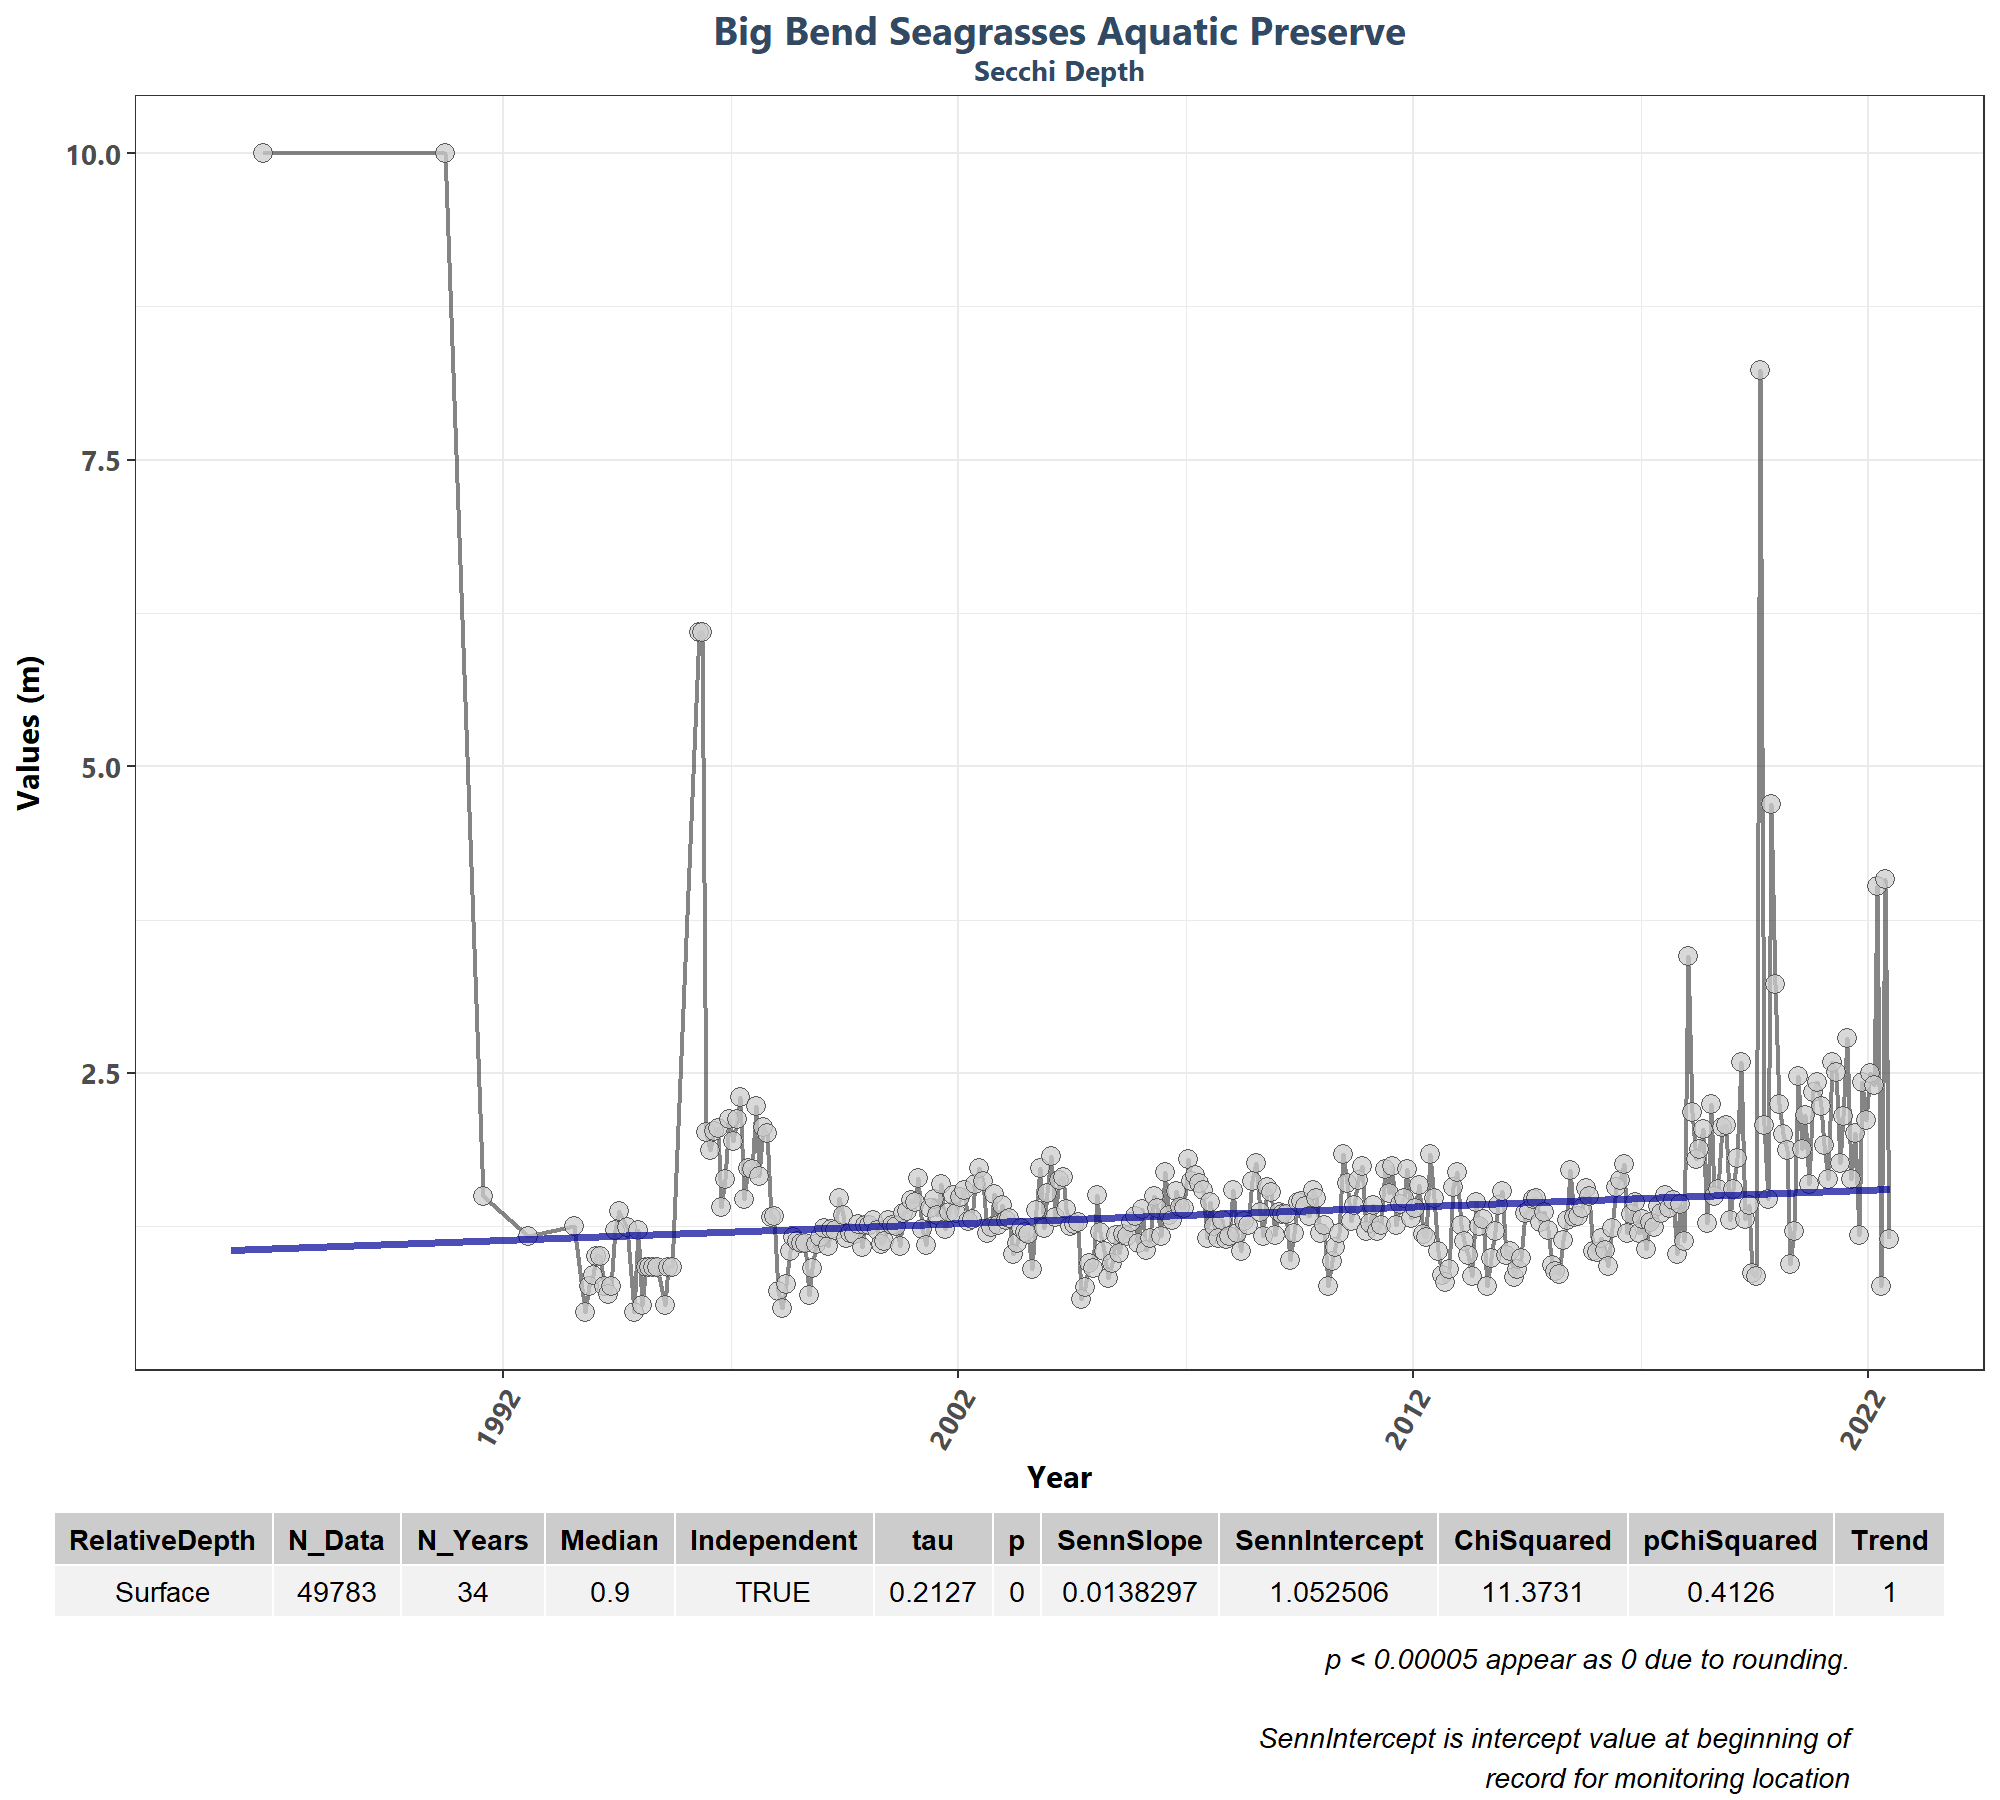 Big Bend Seagrasses Aquatic Preserve
Secchi Depth
Values (m)
10.0
7.5
5.0
2.5
1992
2002
2012
2022
Year
RelativeDepth N_Data N_Years Median Independent tau p SennSlope SennIntercept ChiSquared pChiSquared Trend
Surface 49783 34 0.9 TRUE 0.2127 0 0.0138297 1.052506 11.3731 0.4126 1
p < 0.00005 appear as 0 due to rounding.
SennIntercept is intercept value at beginning of
record for monitoring location